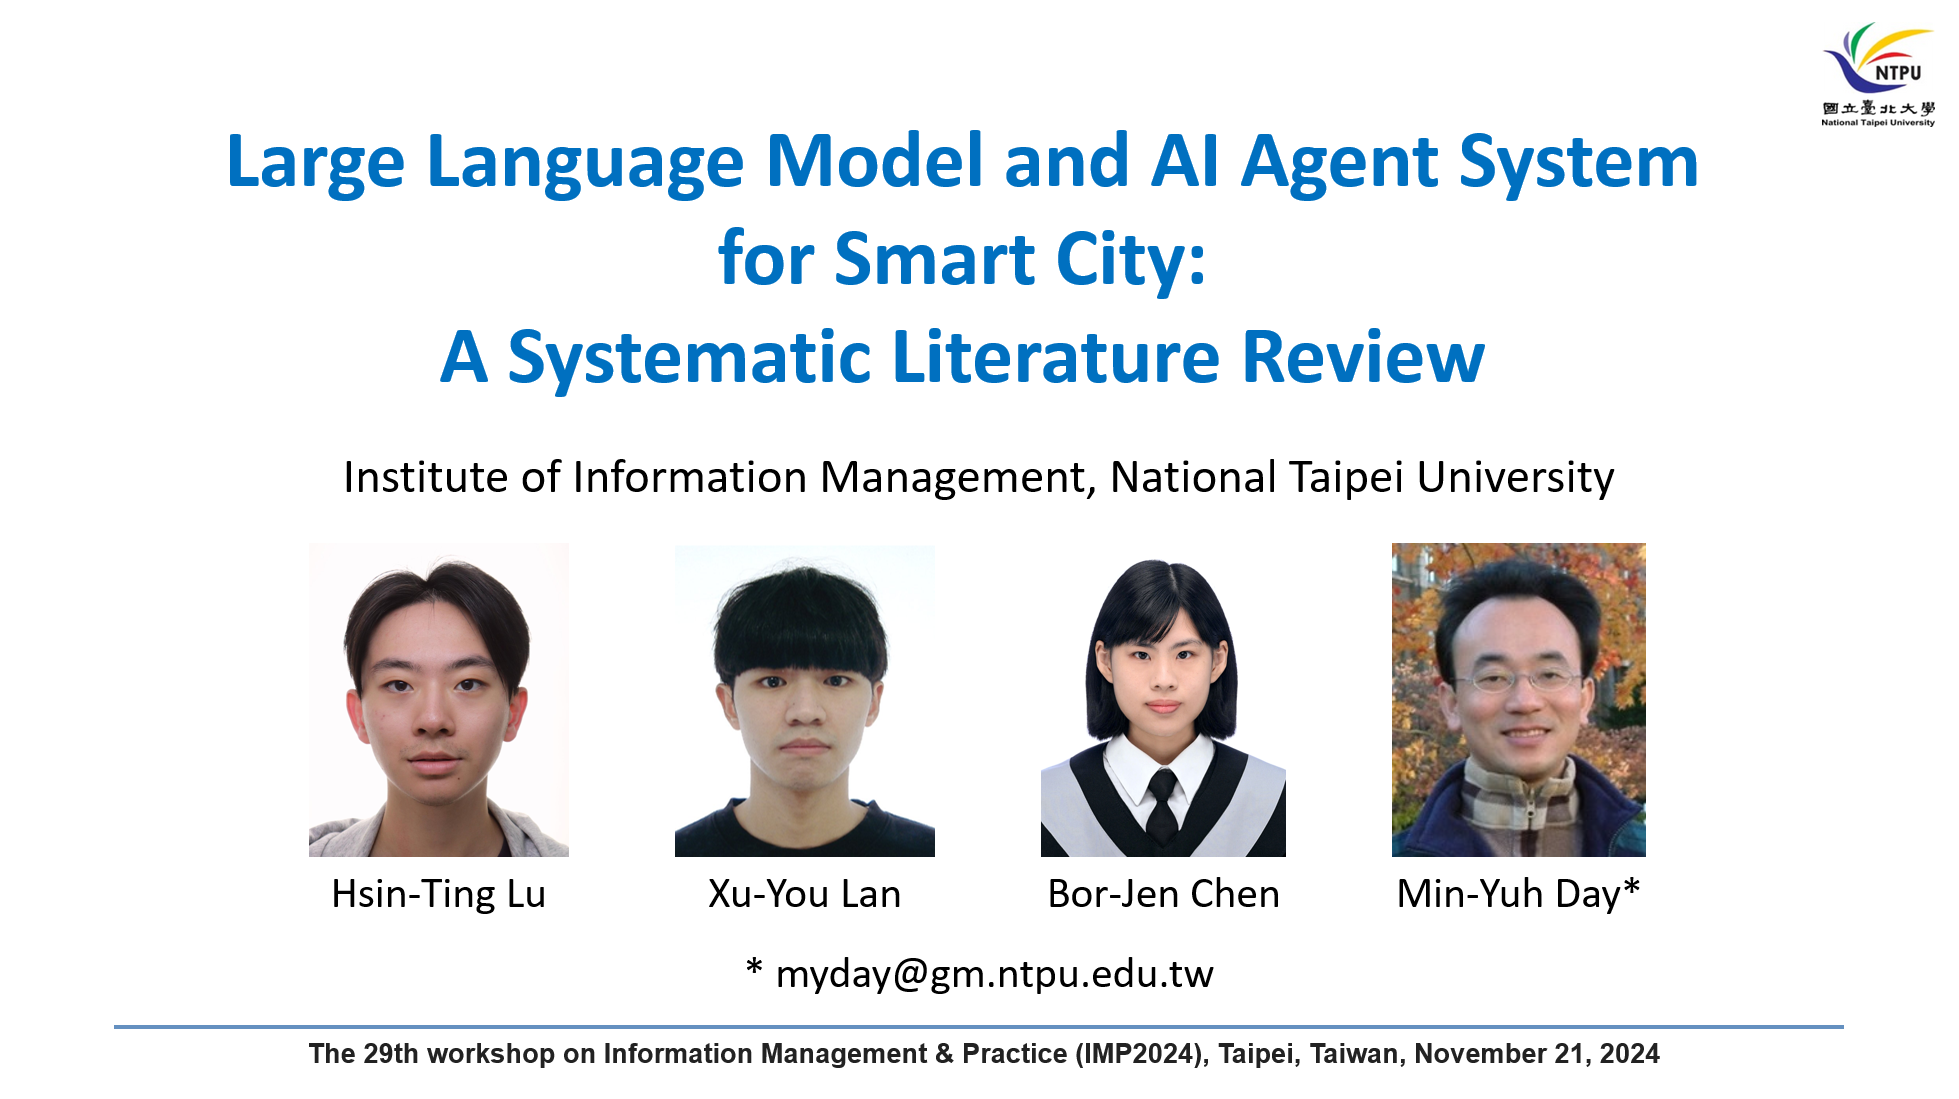 NTPU
國立臺北大學
National Taipei University
Large Language Model and AI Agent System
for Smart City:
A Systematic Literature Review
Institute of Information Management, National Taipei University
Hsin-Ting Lu
Xu-You Lan
Bor-Jen Chen
Min-Yuh Day*
* myday@gm.ntpu.edu.tw
The 29th workshop on Information Management & Practice (IMP2024), Taipei, Taiwan, November 21, 2024